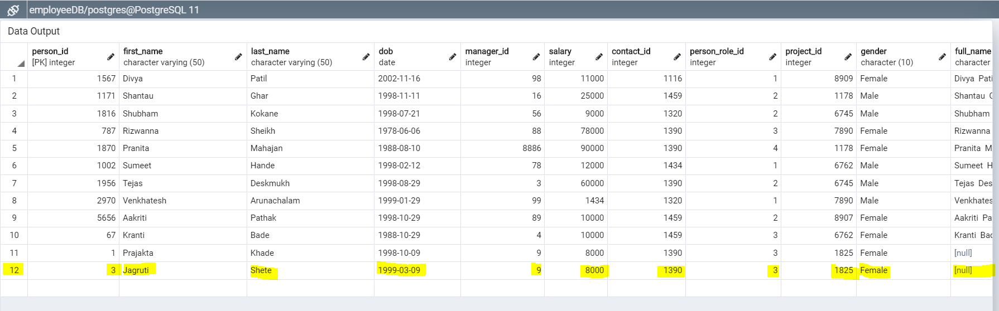 employeeDB/postgres@PostgreSQL 11
Data Output
person_id first_name last_name dob manager_id salary contact_id person_role_id project_id gender full_name
[PK] integer character varying (50) character varying (50) date integer integer integer integer integer character (10) character
1 1567 Divya Patil 2002-11-16 98 11000 1116 1 8909 Female Divya Pati
2 1171 Shantau Ghar 1998-11-11 16 25000 1459 2 1178 Male Shantau G
3 1816 Shubham Kokane 1998-07-21 56 9000 1320 2 6745 Male Shubham
4 787 Rizwanna Sheikh 1978-06-06 88 78000 1390 3 7890 Female Rizwanna
5 1870 Pranita Mahajan 1988-08-10 8886 90000 1390 4 1178 Female Pranita M
6 1002 Sumeet Hande 1998-02-12 78 12000 1434 1 6762 Male Sumeet H
7 1956 Tejas Deskmukh 1998-08-29 3 60000 1390 2 6745 Male Tejas Des
8 2970 Venkhatesh Arunachalam 1999-01-29 99 1434 1320 1 7890 Male Venkhates
9 5656 Aakriti Pathak 1998-10-29 89 10000 1459 2 8907 Female Aakriti Pa
10 67 Kranti Bade 1988-10-29 4 10000 1459 3 6762 Female Kranti Bad
11 1 Prajakta Khade 1998-10-09 9 8000 1390 3 1825 Female [null]
12 3 Jagruti Shete 1999-03-09 9 8000 1390 3 1825 Female [null]